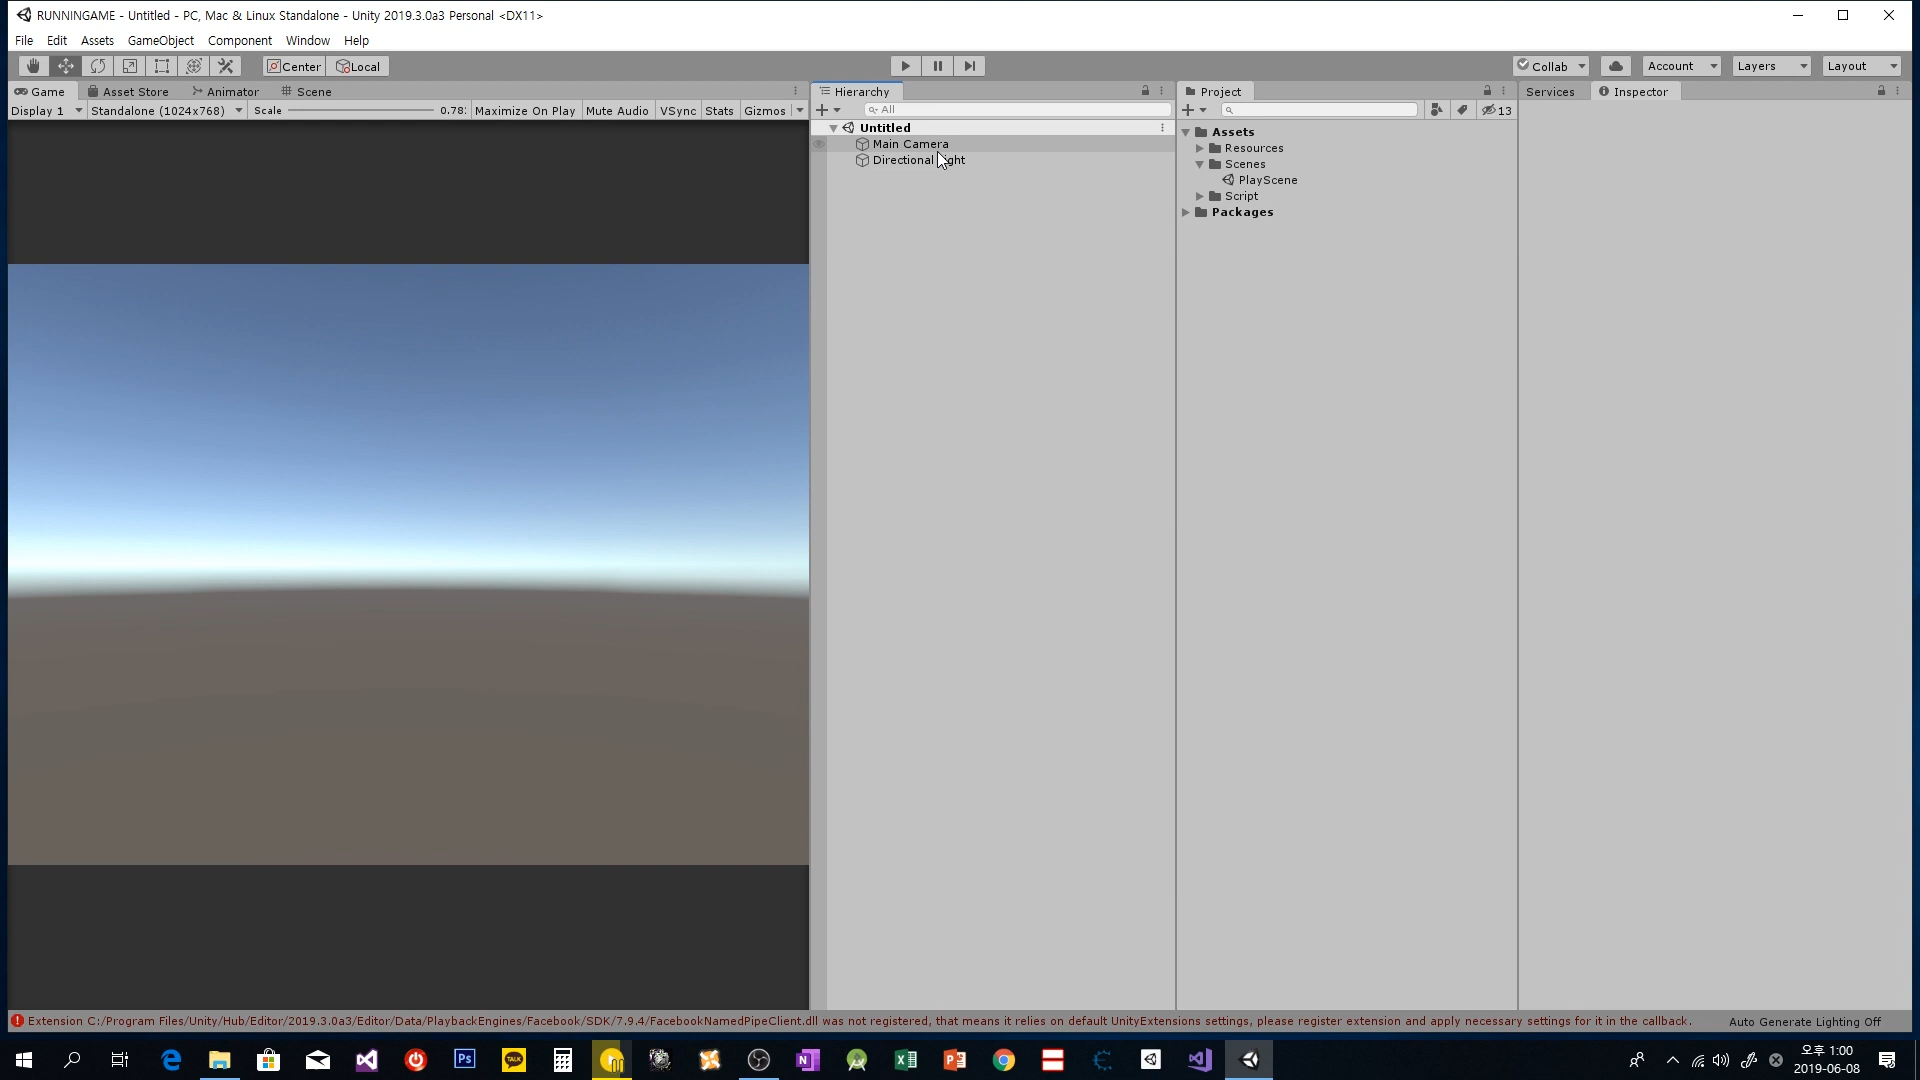 RUNNINGAME - Untitled - PC, Mac & Linux Standalone - Unity 2019.3.0a3 Personal <DX11>
File Edit Assets GameObject Component Window Help
Center Local Collab Account Layers Layout
Game Asset Store Animator Scene Hierarchy Project Services Inspector
Display 1 Standalone (1024x768) Scale 0.78 Maximize On Play Mute Audio VSync Stats Gizmos All 13
Untitled
Main Camera
Directional
Assets
Resources
Scenes
PlayScene
Script
Packages
Extension C:/Program Files/Unity/Hub/Editor/2019.3.0a3/Editor/Data/PlaybackEngines/Facebook/SDK/7.9.4/FacebookNamedPipeClient.dll was not registered, that means it relies on default UnityExtensions settings, please register extension and apply necessary settings for it in the callback. Auto Generate Lighting Off
Ps TALK
오후 1:00
2019-06-08